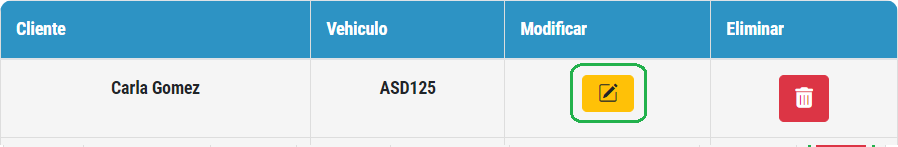 Cliente Vehiculo Modificar Eliminar
Carla Gomez ASD125